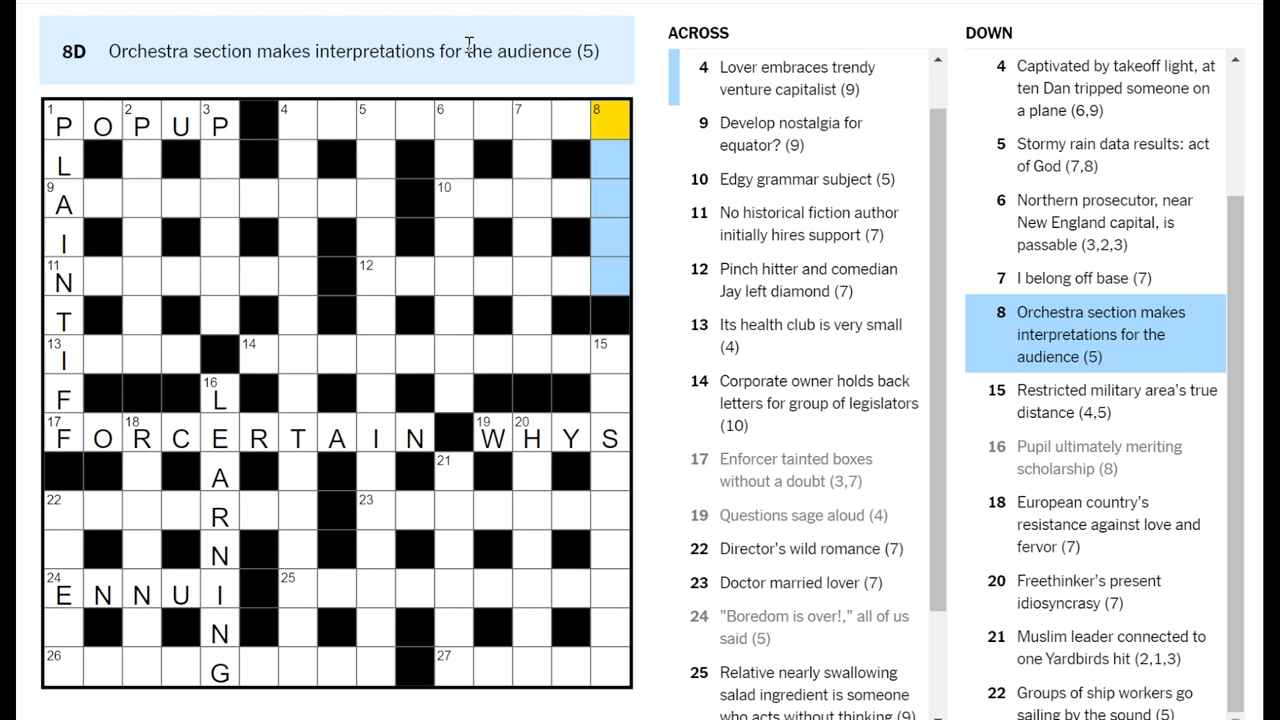 8D Orchestra section makes interpretations for the audience (5)
1 2 3 4 5 6 7 8
P O P U P
L
9 10
A
I
11 12
N
T
13 14 15
I
16
F L
17 18 19 20
F O R C E R T A I N W H Y S
21
A
22 23
R
N
24 25
E N N U I
N
26 27
G
ACROSS
4 Lover embraces trendy
venture capitalist (9)
9 Develop nostalgia for
equator? (9)
10 Edgy grammar subject (5)
11 No historical fiction author
initially hires support (7)
12 Pinch hitter and comedian
Jay left diamond (7)
13 Its health club is very small
(4)
14 Corporate owner holds back
letters for group of legislators
(10)
17 Enforcer tainted boxes
without a doubt (3,7)
19 Questions sage aloud (4)
22 Director's wild romance (7)
23 Doctor married lover (7)
24 "Boredom is over!," all of us
said (5)
25 Relative nearly swallowing
salad ingredient is someone
who acts without thinking (9)
DOWN
4 Captivated by takeoff light, at
ten Dan tripped someone on
a plane (6,9)
5 Stormy rain data results: act
of God (7,8)
6 Northern prosecutor, near
New England capital, is
passable (3,2,3)
7 I belong off base (7)
8 Orchestra section makes
interpretations for the
audience (5)
15 Restricted military area's true
distance (4,5)
16 Pupil ultimately meriting
scholarship (8)
18 European country's
resistance against love and
fervor (7)
20 Freethinker's present
idiosyncrasy (7)
21 Muslim leader connected to
one Yardbirds hit (2,1,3)
22 Groups of ship workers go
sailing by the sound (5)